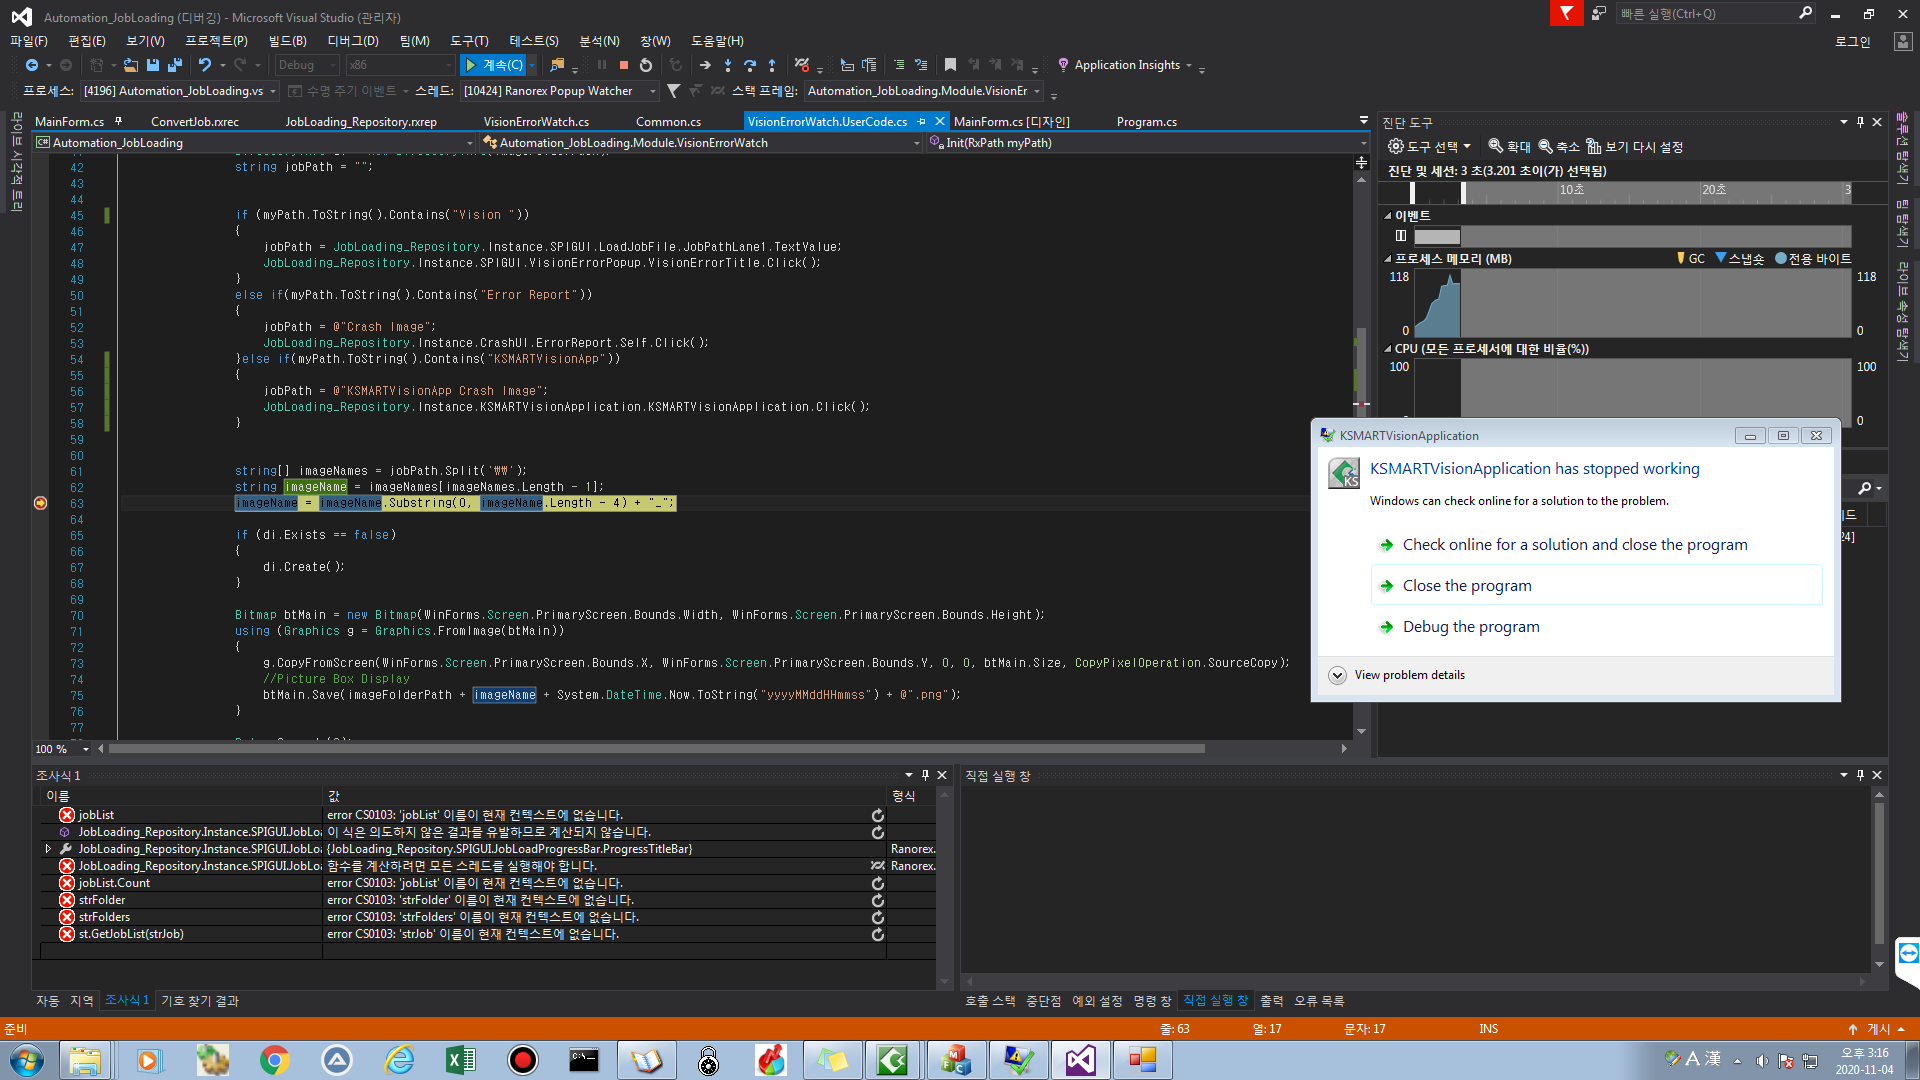 Automation_JobLoading (디버깅) - Microsoft Visual Studio (관리자)
빠른 실행(Ctrl+Q)
파일(F) 편집(E) 보기(V) 프로젝트(P) 빌드(B) 디버그(D) 팀(M) 도구(T) 테스트(S) 분석(N) 창(W) 도움말(H)
로그인
Debug x86 계속(C) Application Insights
프로세스: [4196] Automation_JobLoading.vs 수명 주기 이벤트 스레드: [10424] Ranorex Popup Watcher 스택 프레임: Automation_JobLoading.Module.VisionEr
MainForm.cs ConvertJob.rxrec JobLoading_Repository.rxrep VisionErrorWatch.cs Common.cs VisionErrorWatch.UserCode.cs MainForm.cs [디자인] Program.cs
Automation_JobLoading Automation_JobLoading.Module.VisionErrorWatch Init(RxPath myPath)
42 string jobPath = "";
43
44
45 if (myPath.ToString().Contains("Vision "))
46 {
47 jobPath = JobLoading_Repository.Instance.SPIGUI.LoadJobFile.JobPathLane1.TextValue;
48 JobLoading_Repository.Instance.SPIGUI.VisionErrorPopup.VisionErrorTitle.Click();
49 }
50 else if(myPath.ToString().Contains("Error Report"))
51 {
52 jobPath = @"Crash Image";
53 JobLoading_Repository.Instance.CrashUI.ErrorReport.Self.Click();
54 }else if(myPath.ToString().Contains("KSMARTVisionApp"))
55 {
56 jobPath = @"KSMARTVisionApp Crash Image";
57 JobLoading_Repository.Instance.KSMARTVisionApplication.KSMARTVisionApplication.Click();
58 }
59
60
61 string[] imageNames = jobPath.Split('₩₩');
62 string imageName = imageNames[imageNames.Length - 1];
63 imageName = imageName.Substring(0, imageName.Length - 4) + "_";
64
65 if (di.Exists == false)
66 {
67 di.Create();
68 }
69
70 Bitmap btMain = new Bitmap(WinForms.Screen.PrimaryScreen.Bounds.Width, WinForms.Screen.PrimaryScreen.Bounds.Height);
71 using (Graphics g = Graphics.FromImage(btMain))
72 {
73 g.CopyFromScreen(WinForms.Screen.PrimaryScreen.Bounds.X, WinForms.Screen.PrimaryScreen.Bounds.Y, 0, 0, btMain.Size, CopyPixelOperation.SourceCopy);
74 //Picture Box Display
75 btMain.Save(imageFolderPath + imageName + System.DateTime.Now.ToString("yyyyMMddHHmmss") + @".png");
76 }
77
100 %
라이브 시각적 트리
진단 도구
도구 선택 확대 축소 보기 다시 설정
진단 및 세션: 3 초(3.201 초이(가) 선택됨)
10초 20초 3
이벤트
프로세스 메모리 (MB) GC 스냅숏 전용 바이트
118 118
0 0
CPU (모든 프로세서에 대한 비율(%))
100 100
0
솔루션 탐색기
팀 탐색기
라이브 속성 탐색기
KSMARTVisionApplication
KS
KSMARTVisionApplication has stopped working
Windows can check online for a solution to the problem.
Check online for a solution and close the program
Close the program
Debug the program
View problem details
24]
조사식 1
이름 값 형식
jobList error CS0103: 'jobList' 이름이 현재 컨텍스트에 없습니다.
JobLoading_Repository.Instance.SPIGUI.JobLoa 이 식은 의도하지 않은 결과를 유발하므로 계산되지 않습니다.
JobLoading_Repository.Instance.SPIGUI.JobLoa {JobLoading_Repository.SPIGUI.JobLoadProgressBar.ProgressTitleBar} Ranorex.
JobLoading_Repository.Instance.SPIGUI.JobLoa 함수를 계산하려면 모든 스레드를 실행해야 합니다. Ranorex.
jobList.Count error CS0103: 'jobList' 이름이 현재 컨텍스트에 없습니다.
strFolder error CS0103: 'strFolder' 이름이 현재 컨텍스트에 없습니다.
strFolders error CS0103: 'strFolders' 이름이 현재 컨텍스트에 없습니다.
st.GetJobList(strJob) error CS0103: 'strJob' 이름이 현재 컨텍스트에 없습니다.
자동 지역 조사식 1 기호 찾기 결과
직접 실행 창
호출 스택 중단점 예외 설정 명령 창 직접 실행 창 출력 오류 목록
준비 줄: 63 열: 17 문자: 17 INS 게시
A 漢
오후 3:16
2020-11-04